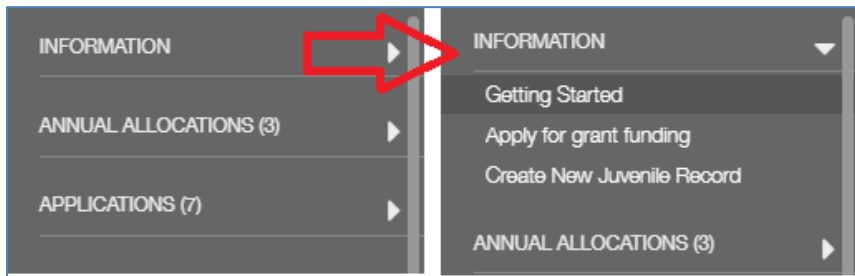 INFORMATION
ANNUAL ALLOCATIONS (3)
APPLICATIONS (7)
INFORMATION
Getting Started
Apply for grant funding
Create New Juvenile Record
ANNUAL ALLOCATIONS (3)